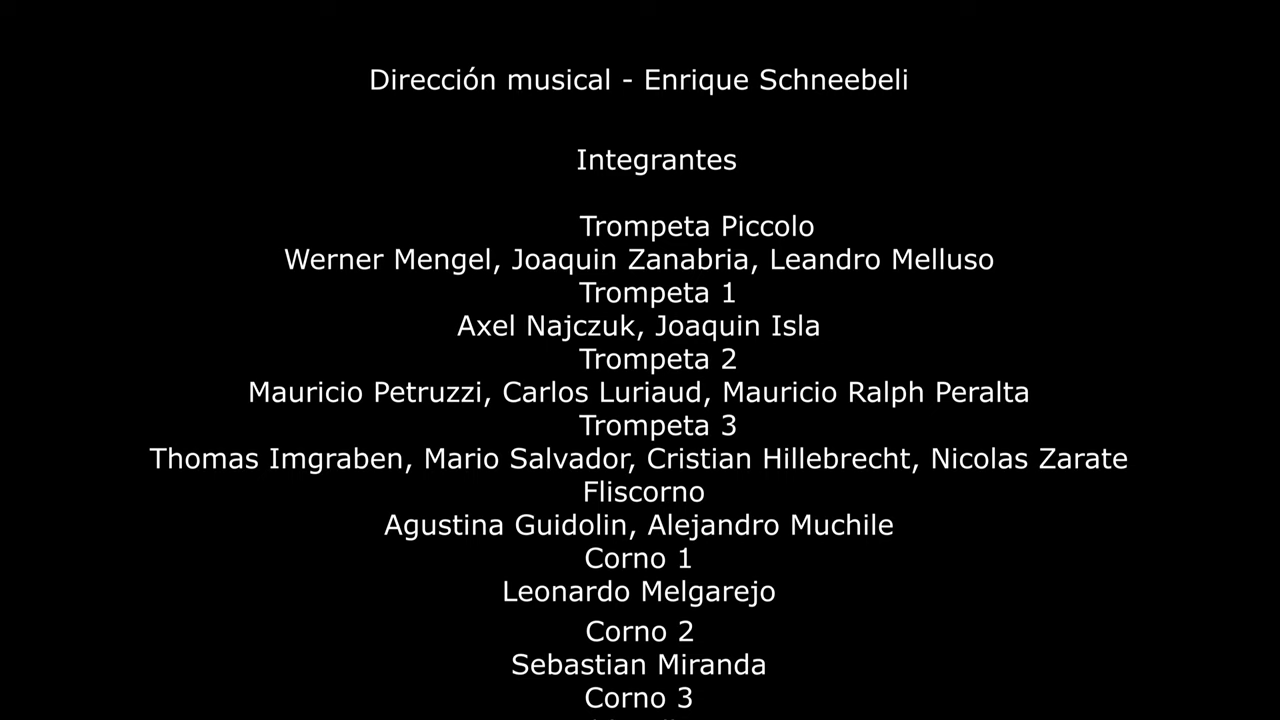 Dirección musical - Enrique Schneebeli
Integrantes
Trompeta Piccolo
Werner Mengel, Joaquin Zanabria, Leandro Melluso
Trompeta 1
Axel Najczuk, Joaquin Isla
Trompeta 2
Mauricio Petruzzi, Carlos Luriaud, Mauricio Ralph Peralta
Trompeta 3
Thomas Imgraben, Mario Salvador, Cristian Hillebrecht, Nicolas Zarate
Fliscorno
Agustina Guidolin, Alejandro Muchile
Corno 1
Leonardo Melgarejo
Corno 2
Sebastian Miranda
Corno 3